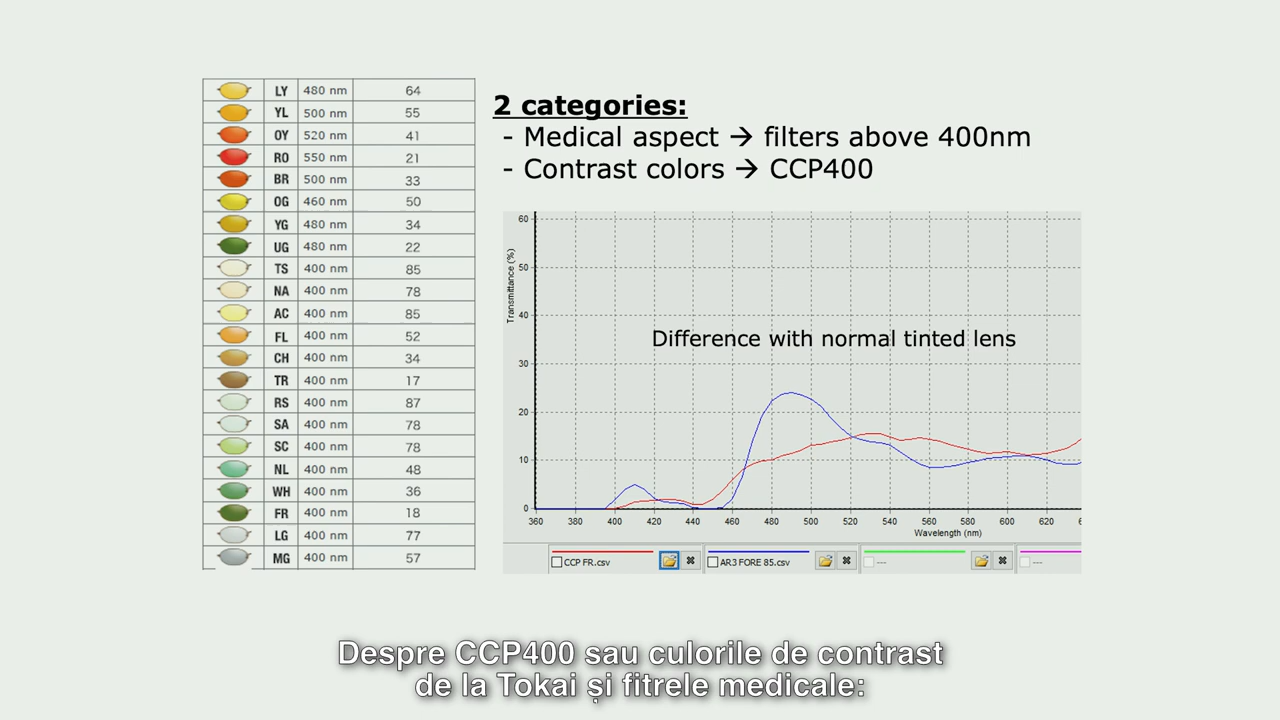 LY 480 nm 64
YL 500 nm 55
OY 520 nm 41
RO 550 nm 21
BR 500 nm 33
OG 460 nm 50
YG 480 nm 34
UG 480 nm 22
TS 400 nm 85
NA 400 nm 78
AC 400 nm 85
FL 400 nm 52
CH 400 nm 34
TR 400 nm 17
RS 400 nm 87
SA 400 nm 78
SC 400 nm 78
NL 400 nm 48
WH 400 nm 36
FR 400 nm 18
LG 400 nm 77
MG 400 nm 57
2 categories:
- Medical aspect → filters above 400nm
- Contrast colors → CCP400
Transmittance (%)
60
50
40
30
20
10
0
Difference with normal tinted lens
360 380 400 420 440 460 480 500 520 540 560 580 600 620 6
Wavelength (nm)
CCP FR.csv AR3 FORE 85.csv --- ---
Despre CCP400 sau culorile de contrast
de la Tokai și fitrele medicale: